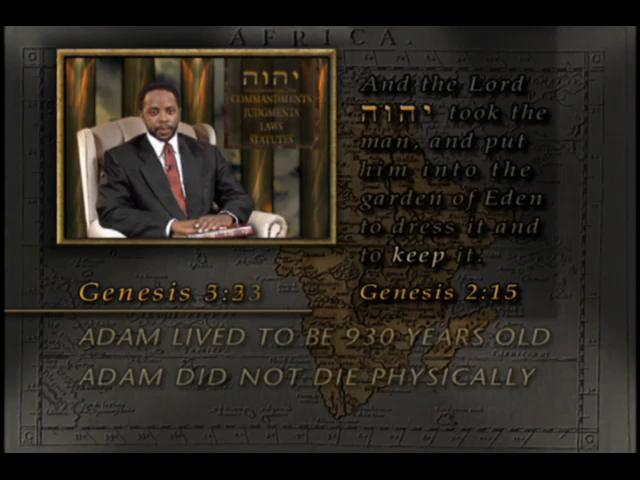 AFRICA.
יהוה
COMMANDMENTS
JUDGMENTS
LAWS
STATUTES
And the Lord
יהוה took the
man, and put
him into the
garden of Eden
to dress it and
to keep it.
Genesis 2:15
Genesis
ADAM LIVED TO BE 930 YEARS OLD
ADAM DID NOT DIE PHYSICALLY